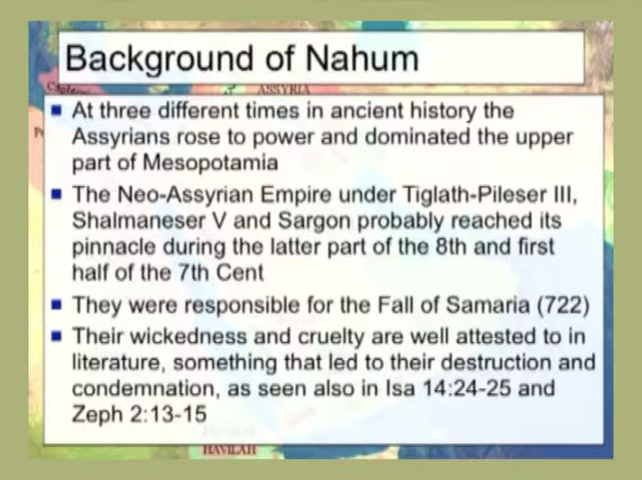 Background of Nahum
ASSYRIA
At three different times in ancient history the
Assyrians rose to power and dominated the upper
part of Mesopotamia
The Neo-Assyrian Empire under Tiglath-Pileser III,
Shalmaneser V and Sargon probably reached its
pinnacle during the latter part of the 8th and first
half of the 7th Cent
They were responsible for the Fall of Samaria (722)
Their wickedness and cruelty are well attested to in
literature, something that led to their destruction and
condemnation, as seen also in Isa 14:24-25 and
Zeph 2:13-15
HAVILAH